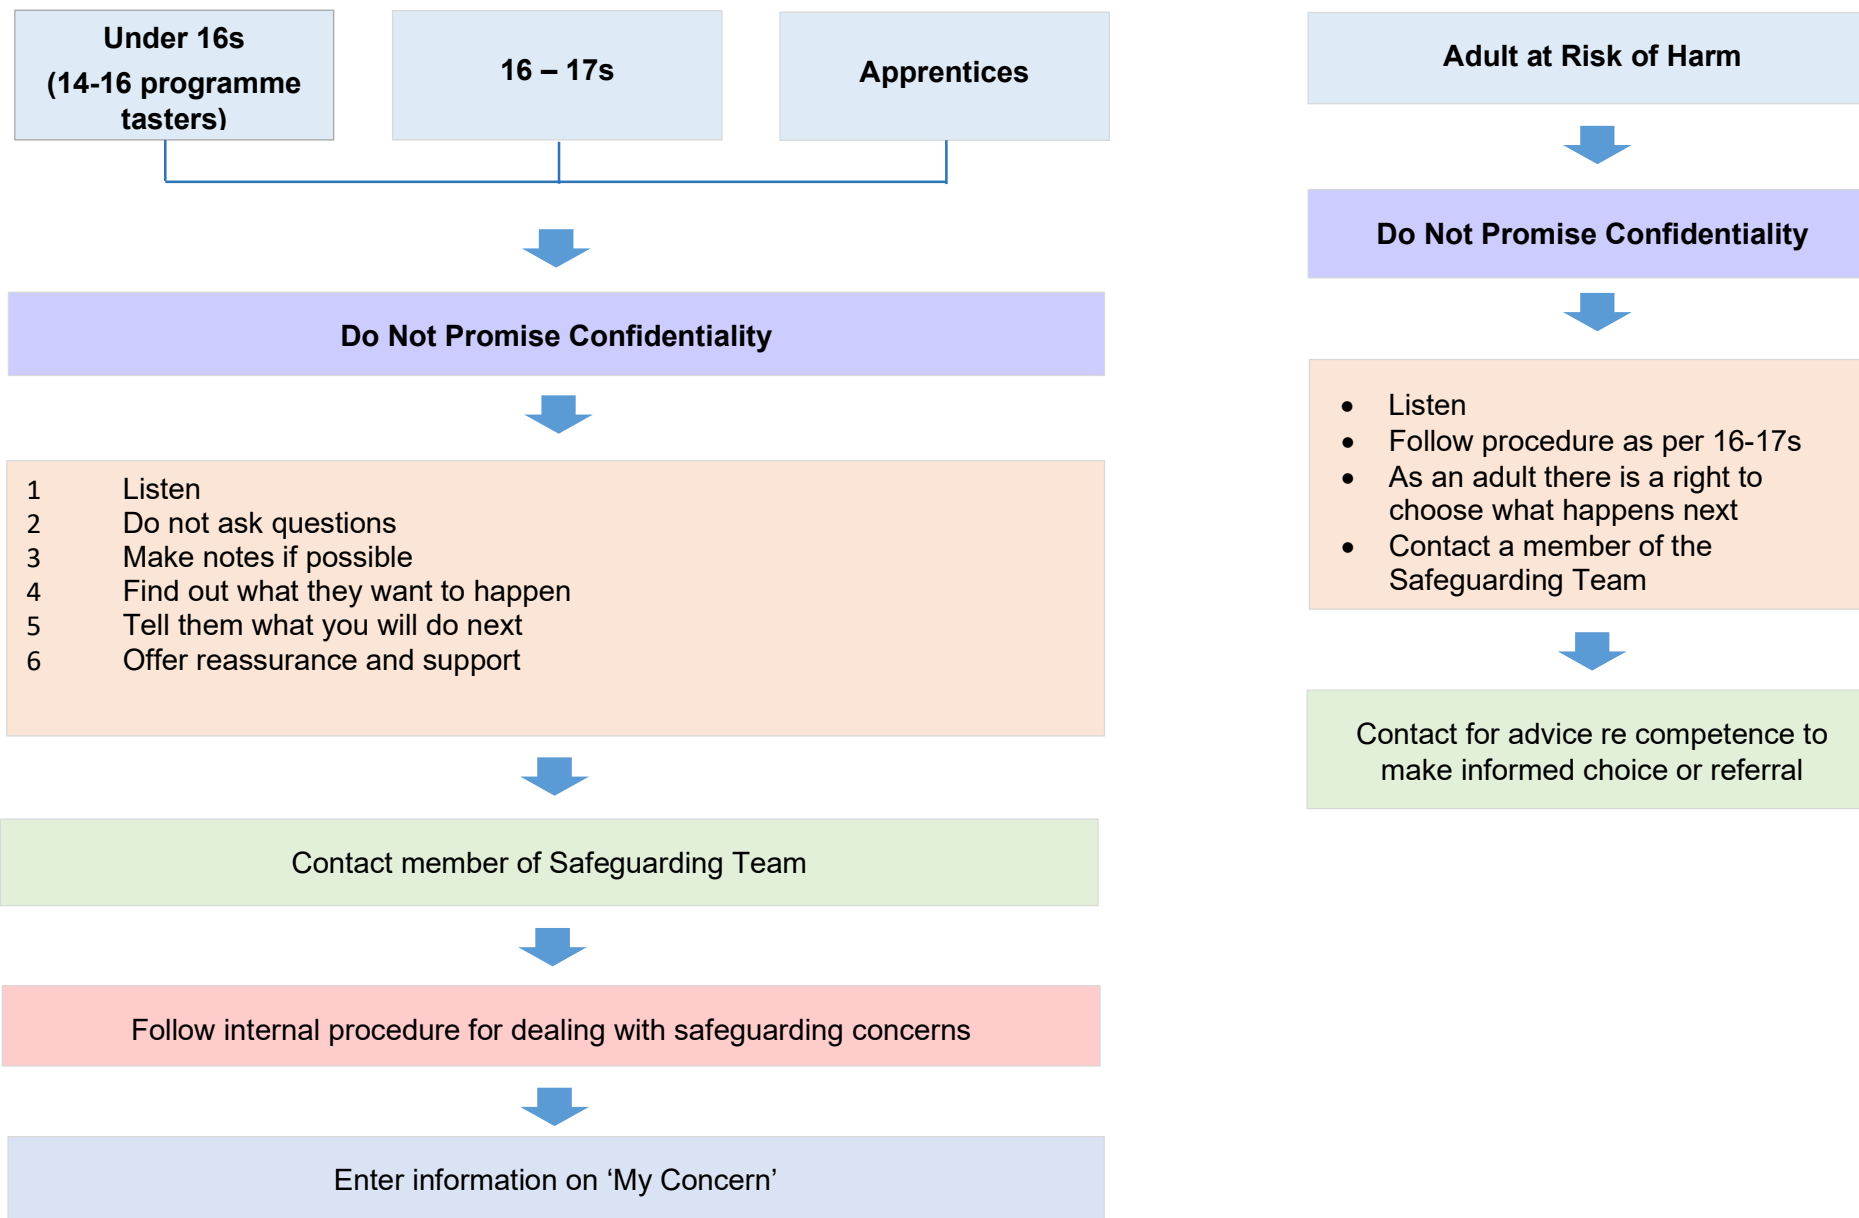 Under 16s
(14-16 programme
tasters)
16 – 17s
Apprentices
Do Not Promise Confidentiality
1 Listen
2 Do not ask questions
3 Make notes if possible
4 Find out what they want to happen
5 Tell them what you will do next
6 Offer reassurance and support
Contact member of Safeguarding Team
Follow internal procedure for dealing with safeguarding concerns
Enter information on ‘My Concern’
Adult at Risk of Harm
Do Not Promise Confidentiality
• Listen
• Follow procedure as per 16-17s
• As an adult there is a right to
choose what happens next
• Contact a member of the
Safeguarding Team
Contact for advice re competence to
make informed choice or referral